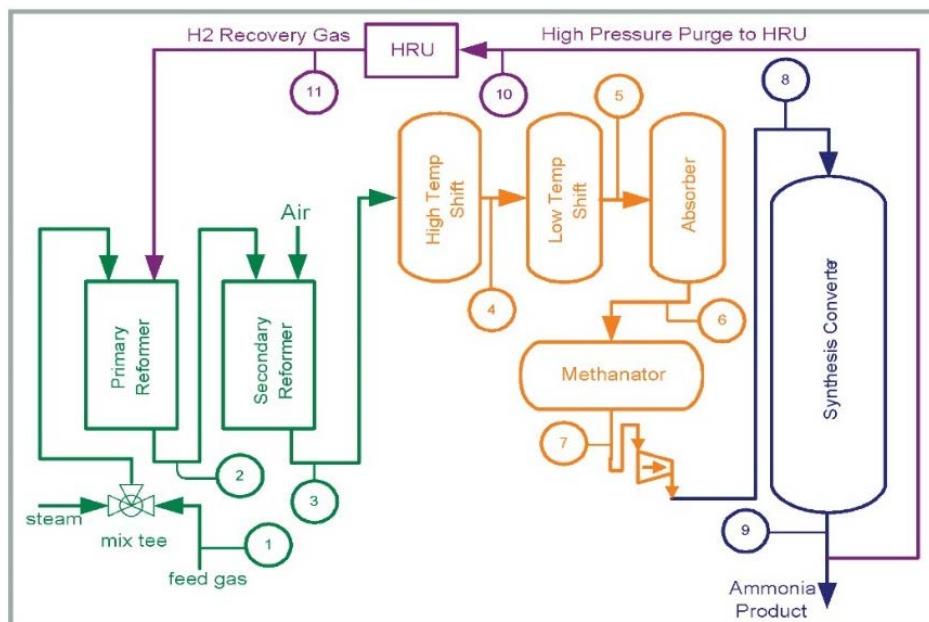 H2 Recovery Gas
HRU
High Pressure Purge to HRU
11
10
5
8
Air
High Temp
Shift
Low Temp
Shift
Absorber
4
6
Primary
Reformer
Secondary
Reformer
Methanator
Synthesis Converter
7
2
3
steam
mix tee
1
feed gas
9
Ammonia
Product